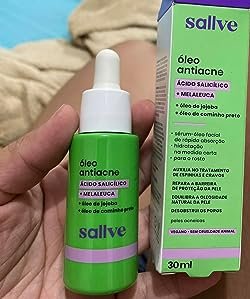 sallve
óleo
antiacne
ÁCIDO SALICÍLICO
+ MELALEUCA
+ óleo de jojoba
+ óleo de cominho preto
• sérum-óleo facial
de rápida absorção
• hidratação
na medida certa
• para o rosto
AUXILIA NO TRATAMENTO
DE ESPINHAS E CRAVOS
REPARA A BARREIRA
DE PROTEÇÃO DA PELE
EQUILIBRA A OLEOSIDADE
NATURAL DA PELE
DESOBSTRUI OS POROS
peles acneicas
VEGANO • SEM CRUELDADE ANIMAL
30 ml
óleo
antiacne
ÁCIDO SALICÍLICO
+ MELALEUCA
+ óleo de jojoba
+ óleo de cominho preto
sallve